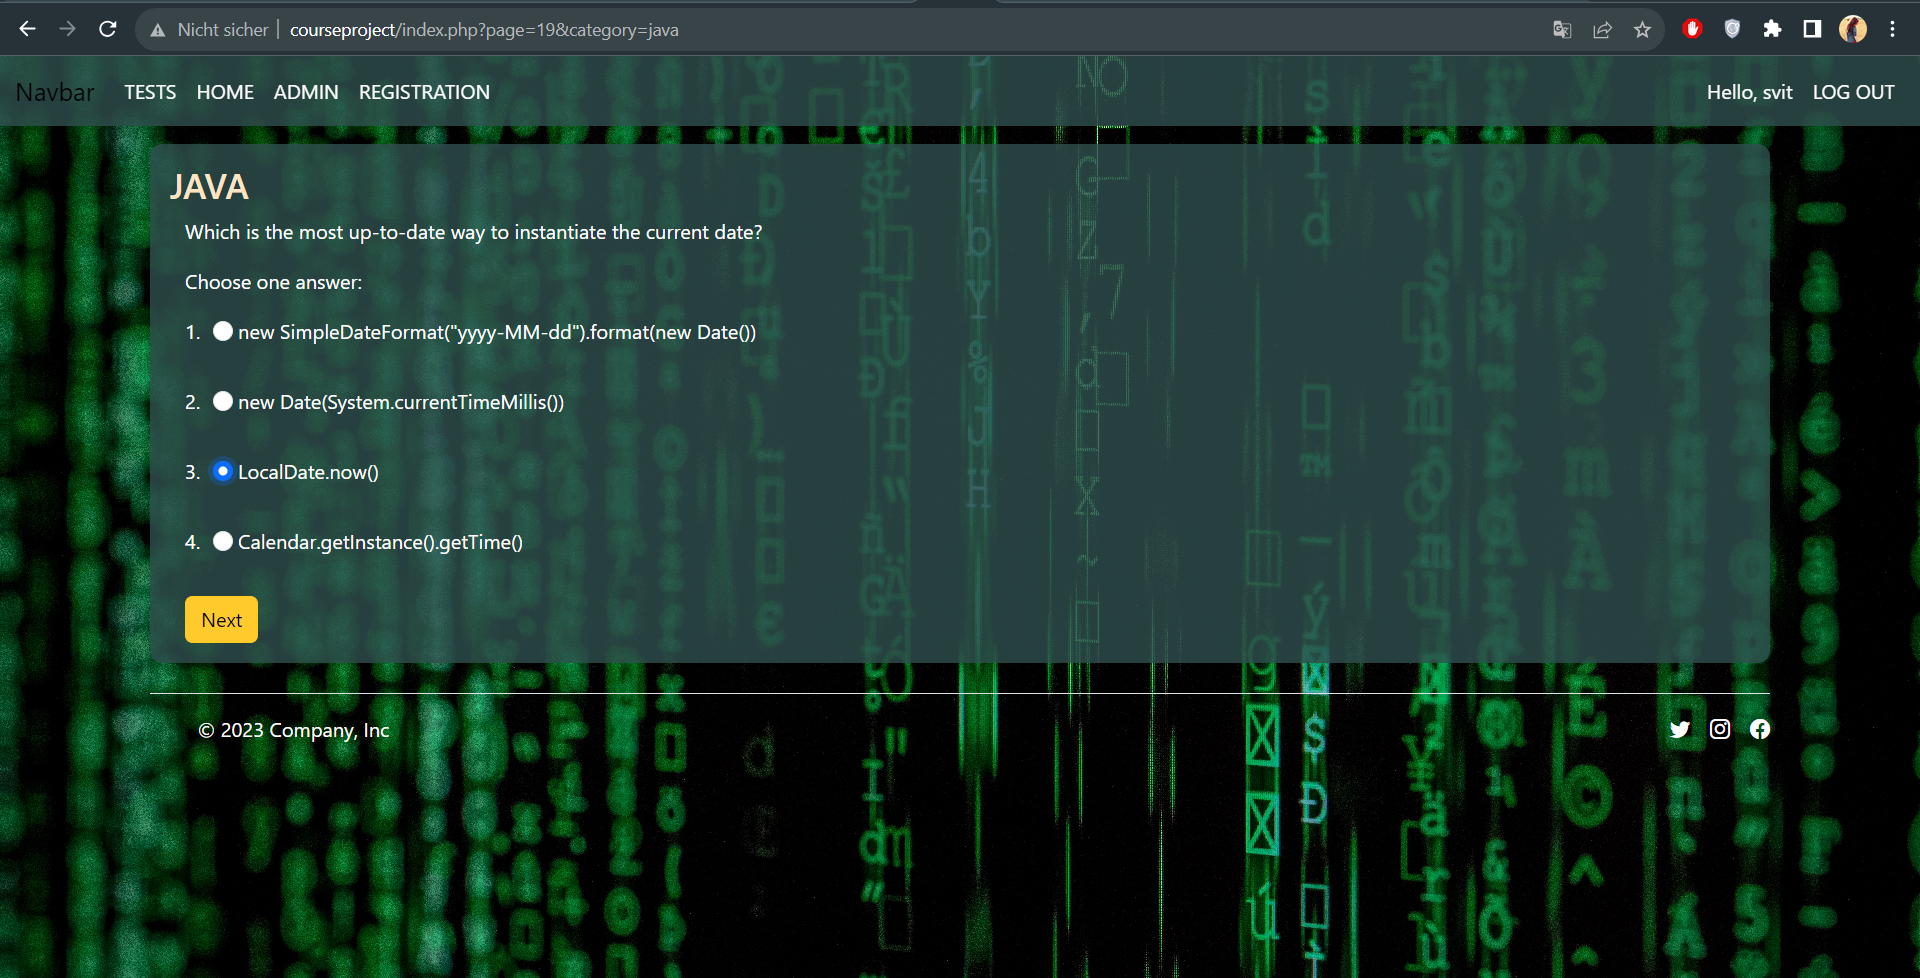 Nicht sicher courseproject/index.php?page=19&category=java
Navbar TESTS HOME ADMIN REGISTRATION Hello, svit LOG OUT
JAVA
Which is the most up-to-date way to instantiate the current date?
Choose one answer:
1. new SimpleDateFormat("yyyy-MM-dd").format(new Date())
2. new Date(System.currentTimeMillis())
3. LocalDate.now()
4. Calendar.getInstance().getTime()
Next
© 2023 Company, Inc